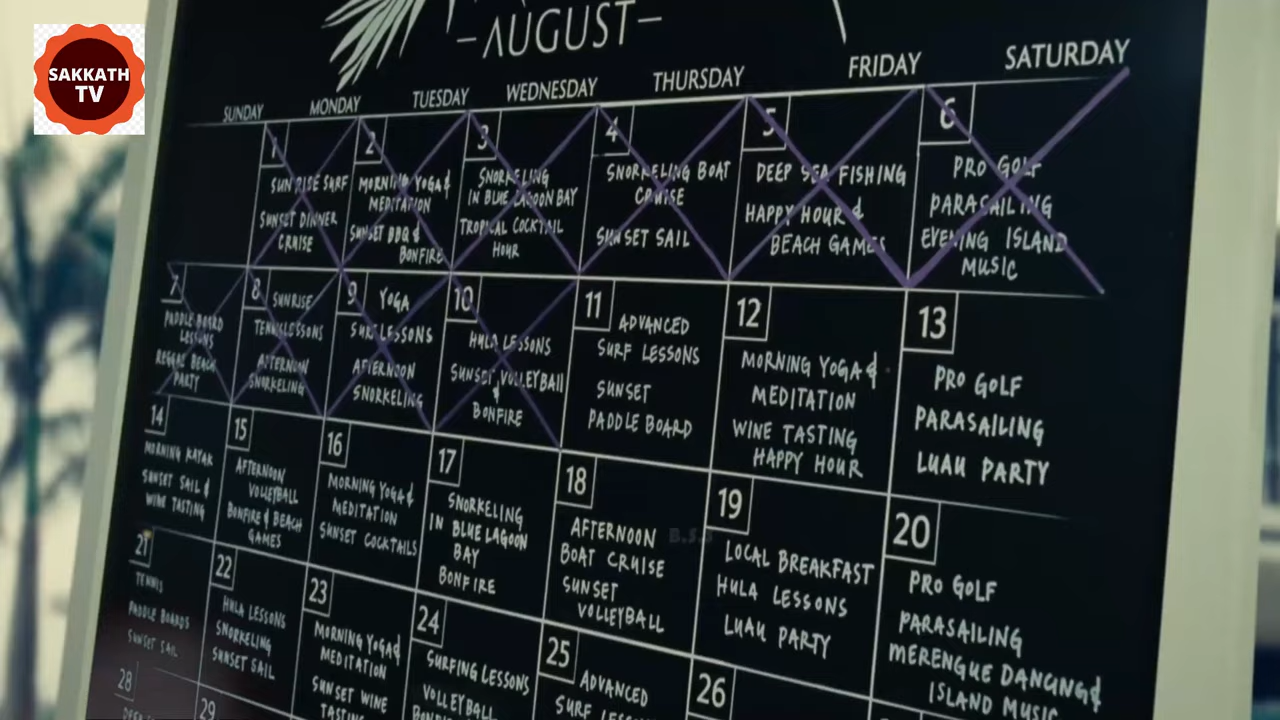 SAKKATH
TV
-AUGUST-
SUNDAY
MONDAY
TUESDAY
WEDNESDAY
THURSDAY
FRIDAY
SATURDAY
1
SUNRISE SURF
SUNSET DINNER
CRUISE
2
MORNING YOGA &
MEDITATION
SUNSET BBQ &
BONFIRE
3
SNORKELING
IN BLUE LAGOON BAY
TROPICAL COCKTAIL
HOUR
4
SNORKELING BOAT
CRUISE
SUNSET SAIL
5
DEEP SEA FISHING
HAPPY HOUR &
BEACH GAMES
6
PRO GOLF
PARASAILING
EVENING ISLAND
MUSIC
7
PADDLE BOARD
LESSONS
REGGAE BEACH
PARTY
8
SUNRISE
TENNIS LESSONS
AFTERNOON
SNORKELING
9
YOGA
SURF LESSONS
AFTERNOON
SNORKELING
10
HULA LESSONS
SUNSET VOLLEYBALL
&
BONFIRE
11
ADVANCED
SURF LESSONS
SUNSET
PADDLE BOARD
12
MORNING YOGA &
MEDITATION
WINE TASTING
HAPPY HOUR
13
PRO GOLF
PARASAILING
LUAU PARTY
14
MORNING KAYAK
SUNSET SAIL &
WINE TASTING
15
AFTERNOON
VOLLEYBALL
BONFIRE & BEACH
GAMES
16
MORNING YOGA &
MEDITATION
SUNSET COCKTAILS
17
SNORKELING
IN BLUE LAGOON
BAY
BONFIRE
18
AFTERNOON
BOAT CRUISE
SUNSET
VOLLEYBALL
19
LOCAL BREAKFAST
HULA LESSONS
LUAU PARTY
20
PRO GOLF
PARASAILING
MERENGUE DANCING &
ISLAND MUSIC
21
TENNIS
PADDLE BOARDS
SUNSET SAIL
22
HULA LESSONS
SNORKELING
SUNSET SAIL
23
MORNING YOGA &
MEDITATION
SUNSET WINE
TASTING
24
SURFING LESSONS
VOLLEYBALL
25
ADVANCED
SURF LESSONS
26
28
29